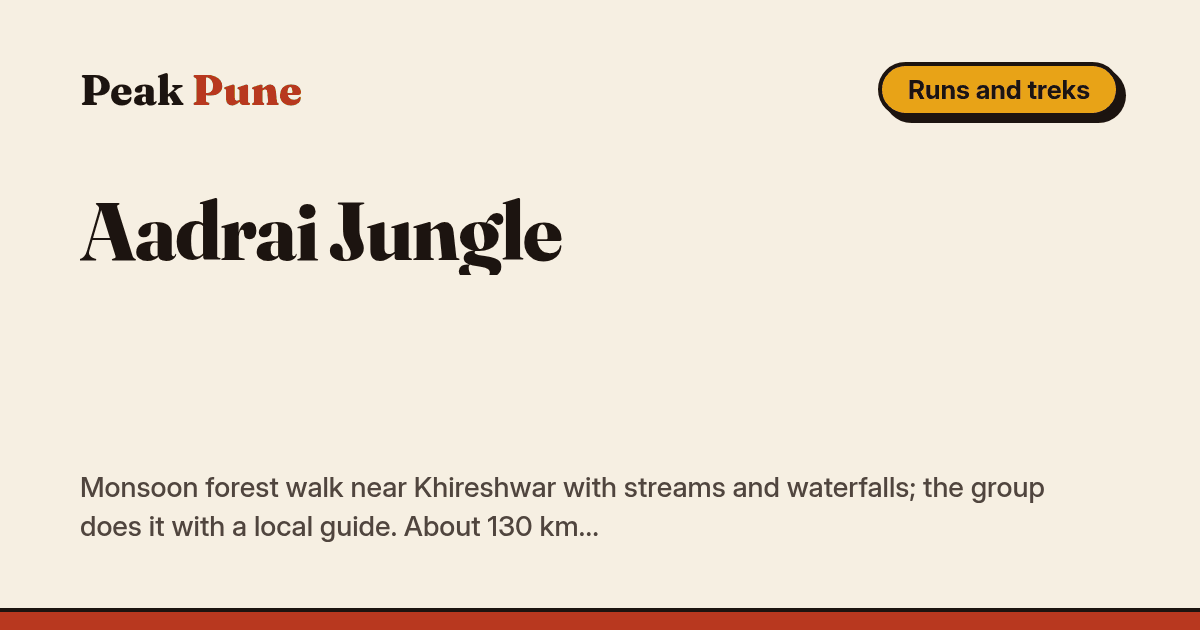 Peak Pune
Runs and treks
Aadrai Jungle
Monsoon forest walk near Khireshwar with streams and waterfalls; the group
does it with a local guide. About 130 km...